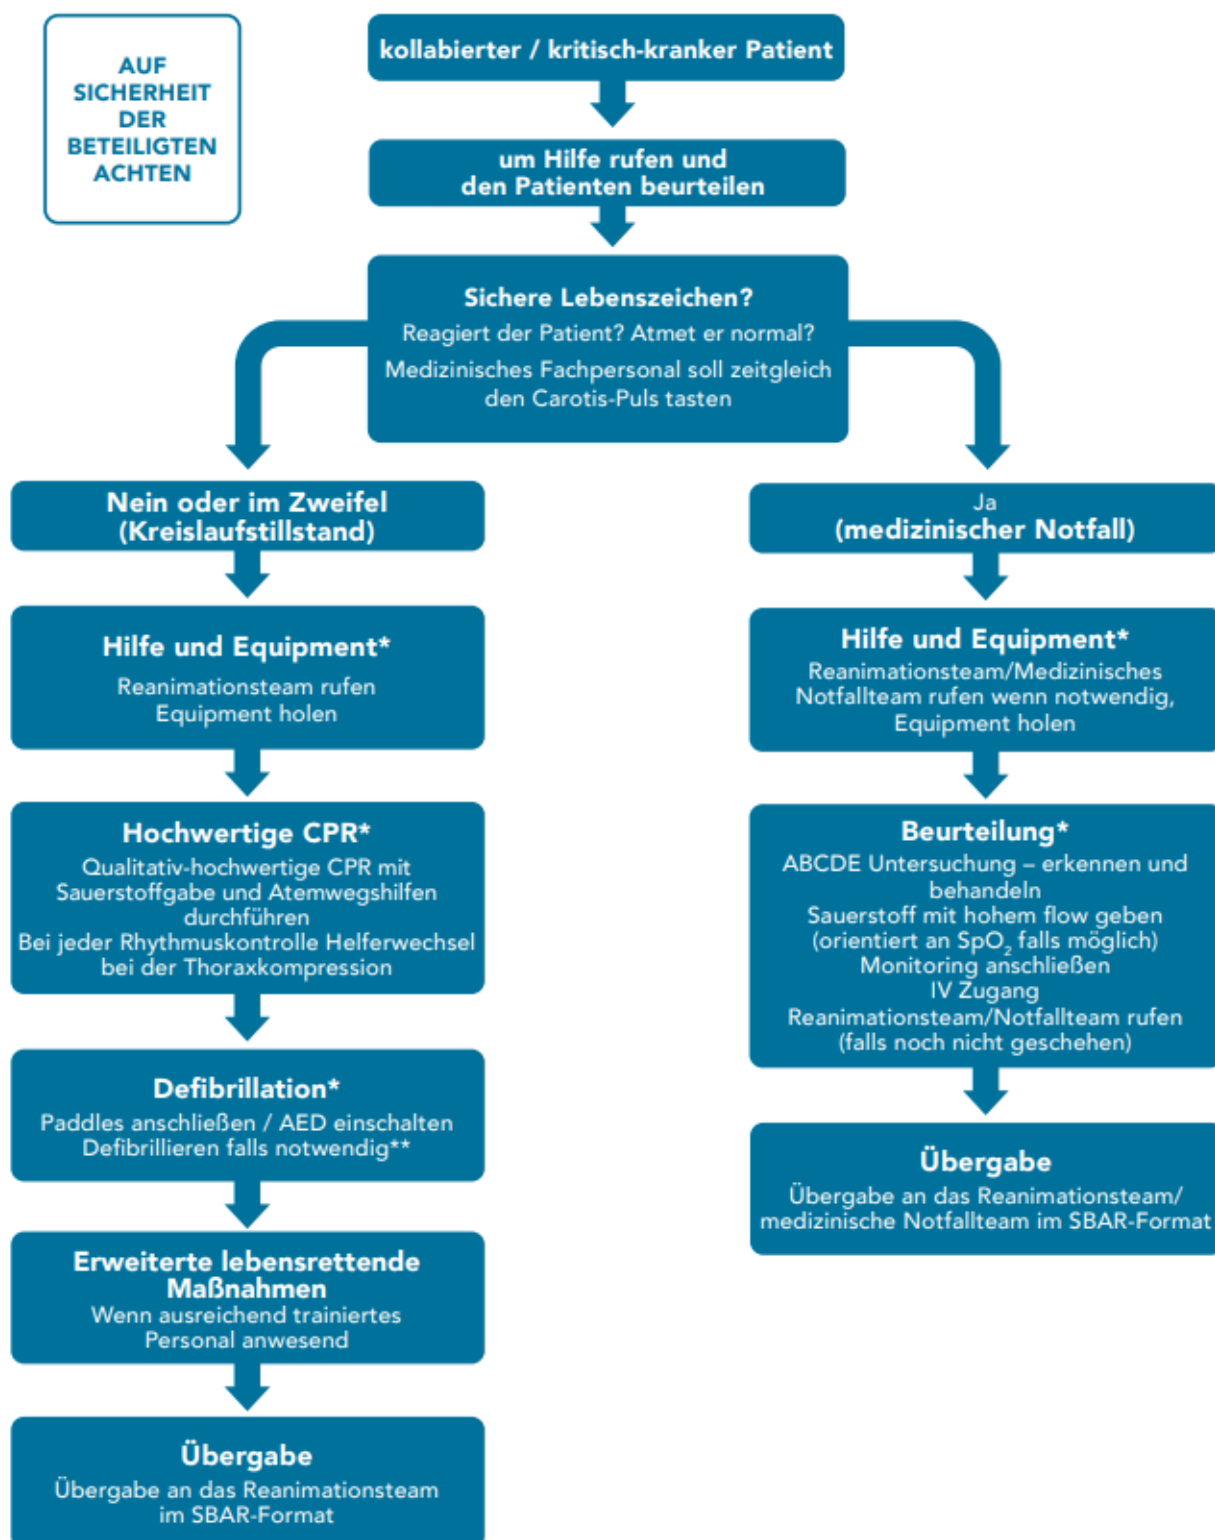 AUF
SICHERHEIT
DER
BETEILIGTEN
ACHTEN
kollabierter / kritisch-kranker Patient
um Hilfe rufen und
den Patienten beurteilen
Sichere Lebenszeichen?
Reagiert der Patient? Atmet er normal?
Medizinisches Fachpersonal soll zeitgleich
den Carotis-Puls tasten
Nein oder im Zweifel
(Kreislaufstillstand)
Hilfe und Equipment*
Reanimationsteam rufen
Equipment holen
Hochwertige CPR*
Qualitativ-hochwertige CPR mit
Sauerstoffgabe und Atemwegshilfen
durchführen
Bei jeder Rhythmuskontrolle Helferwechsel
bei der Thoraxkompression
Defibrillation*
Paddles anschließen / AED einschalten
Defibrillieren falls notwendig**
Erweiterte lebensrettende
Maßnahmen
Wenn ausreichend trainiertes
Personal anwesend
Übergabe
Übergabe an das Reanimationsteam
im SBAR-Format
Ja
(medizinischer Notfall)
Hilfe und Equipment*
Reanimationsteam/Medizinisches
Notfallteam rufen wenn notwendig,
Equipment holen
Beurteilung*
ABCDE Untersuchung – erkennen und
behandeln
Sauerstoff mit hohem flow geben
(orientiert an SpO₂ falls möglich)
Monitoring anschließen
IV Zugang
Reanimationsteam/Notfallteam rufen
(falls noch nicht geschehen)
Übergabe
Übergabe an das Reanimationsteam/
medizinische Notfallteam im SBAR-Format